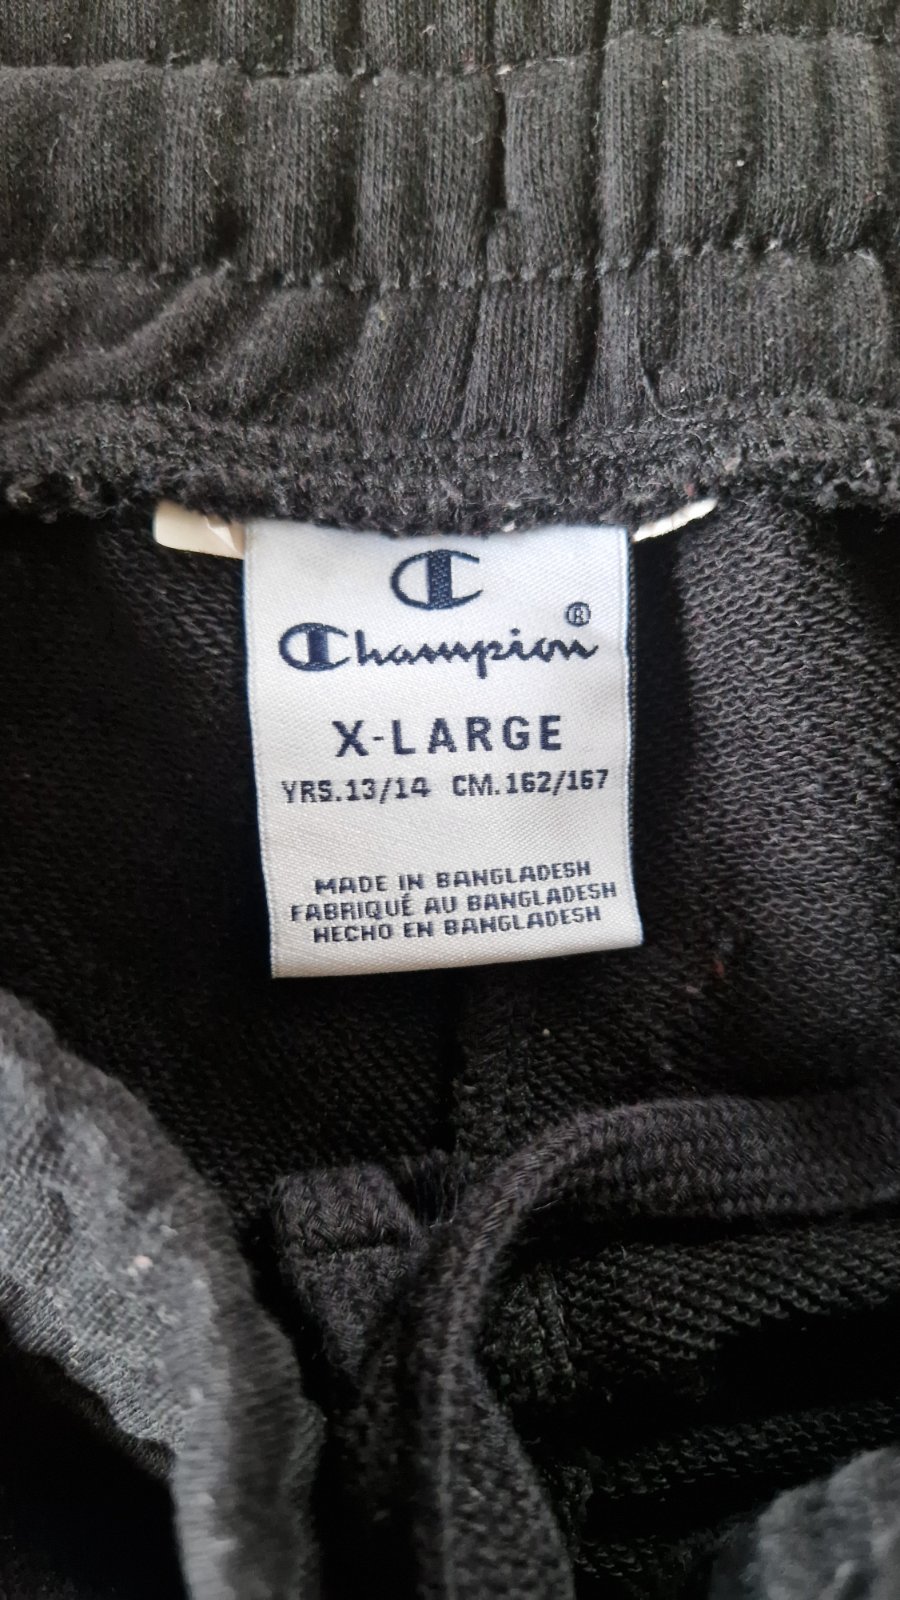 Champion®
X-LARGE
YRS.13/14 CM.162/167
MADE IN BANGLADESH
FABRIQUÉ AU BANGLADESH
HECHO EN BANGLADESH